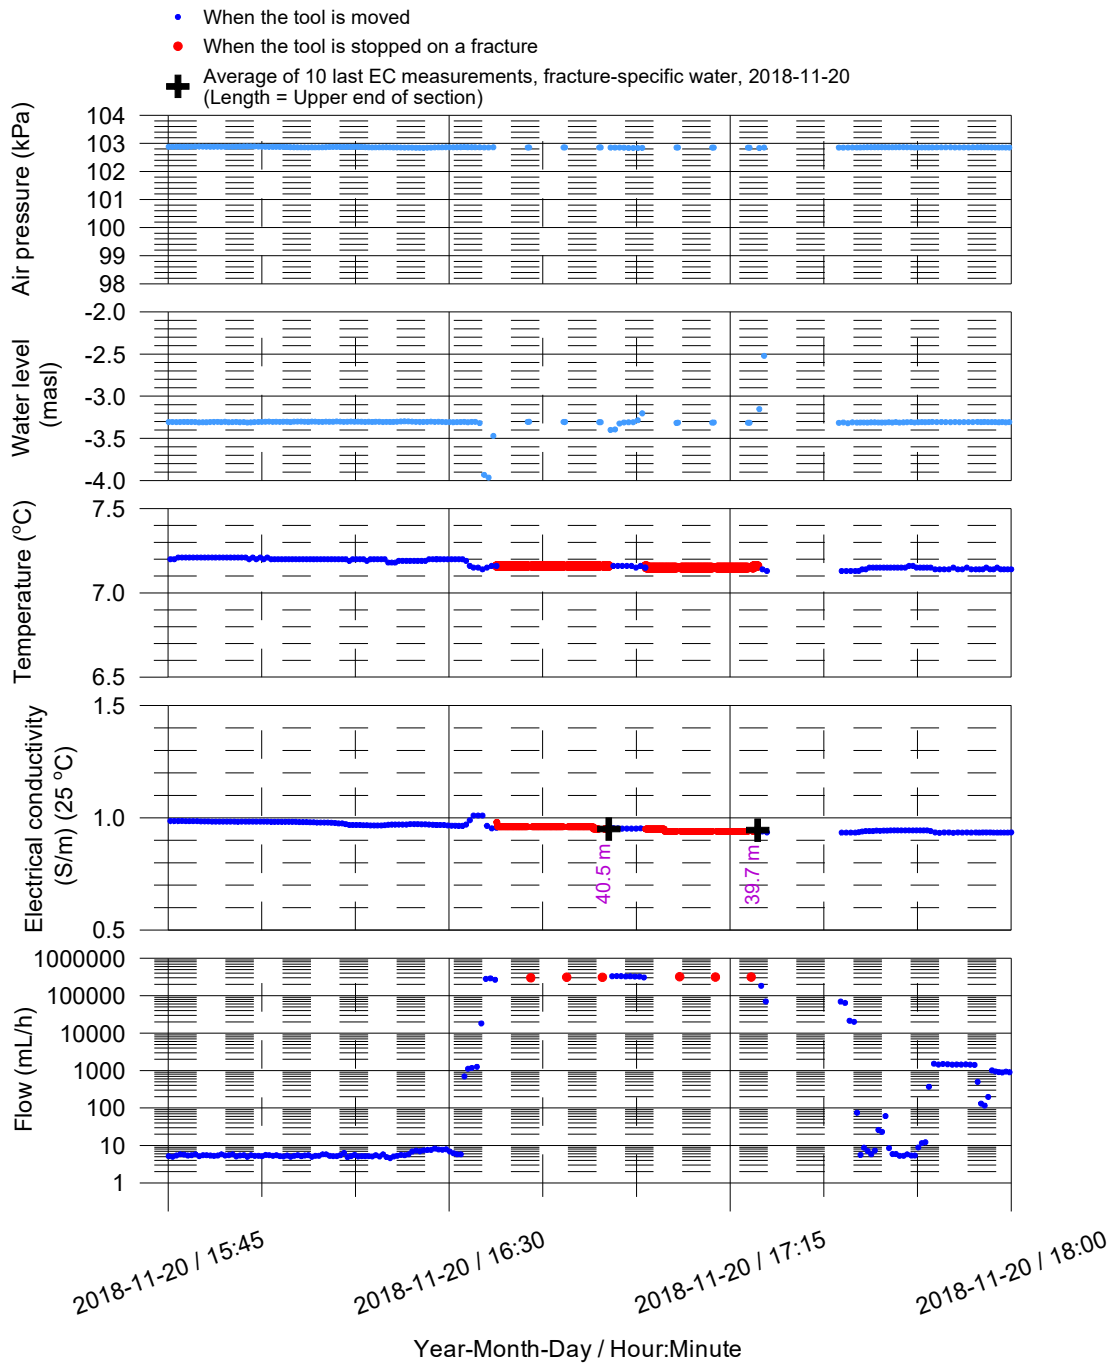 When the tool is moved
When the tool is stopped on a fracture
Average of 10 last EC measurements, fracture-specific water, 2018-11-20
(Length = Upper end of section)
Air pressure (kPa)
104
103
102
101
100
99
98
Water level
(masl)
-2.0
-2.5
-3.0
-3.5
-4.0
Temperature (°C)
7.5
7.0
6.5
Electrical conductivity
(S/m) (25 °C)
1.5
1.0
0.5
40.5 m
39.7 m
Flow (mL/h)
1000000
100000
10000
1000
100
10
1
2018-11-20 / 15:45
2018-11-20 / 16:30
2018-11-20 / 17:15
2018-11-20 / 18:00
Year-Month-Day / Hour:Minute